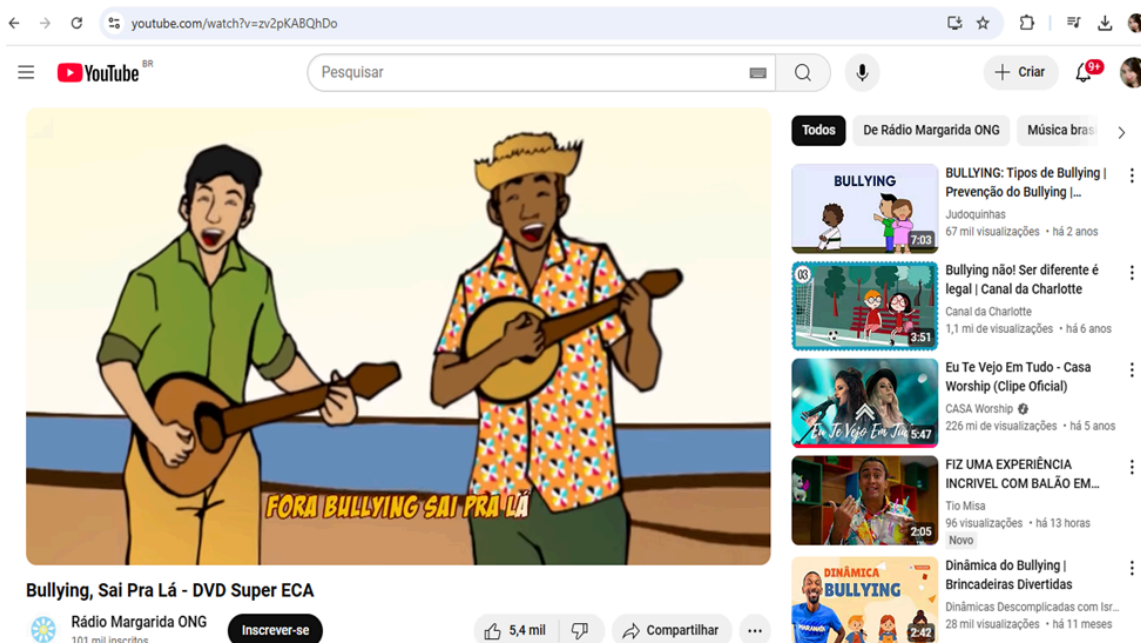 youtube.com/watch?v=zv2pKABQhDo
YouTube BR
Pesquisar
Criar
9+
FORA BULLYING SAI PRA LÁ
Bullying, Sai Pra Lá - DVD Super ECA
Rádio Margarida ONG
101 mil inscritos
Inscrever-se
5,4 mil
Compartilhar
Todos
De Rádio Margarida ONG
Música bras
BULLYING
7:03
BULLYING: Tipos de Bullying |
Prevenção do Bullying |...
Judoquinhas
67 mil visualizações • há 2 anos
03
3:51
Bullying não! Ser diferente é
legal | Canal da Charlotte
Canal da Charlotte
1,1 mi de visualizações • há 6 anos
Eu Te Vejo Em Tudo
5:47
Eu Te Vejo Em Tudo - Casa
Worship (Clipe Oficial)
CASA Worship
226 mi de visualizações • há 5 anos
2:05
FIZ UMA EXPERIÊNCIA
INCRIVEL COM BALÃO EM...
Tio Misa
96 visualizações • há 13 horas
Novo
DINÂMICA
BULLYING
MARANATA
2:42
Dinâmica do Bullying |
Brincadeiras Divertidas
Dinâmicas Descomplicadas com Isr...
28 mil visualizações • há 11 meses